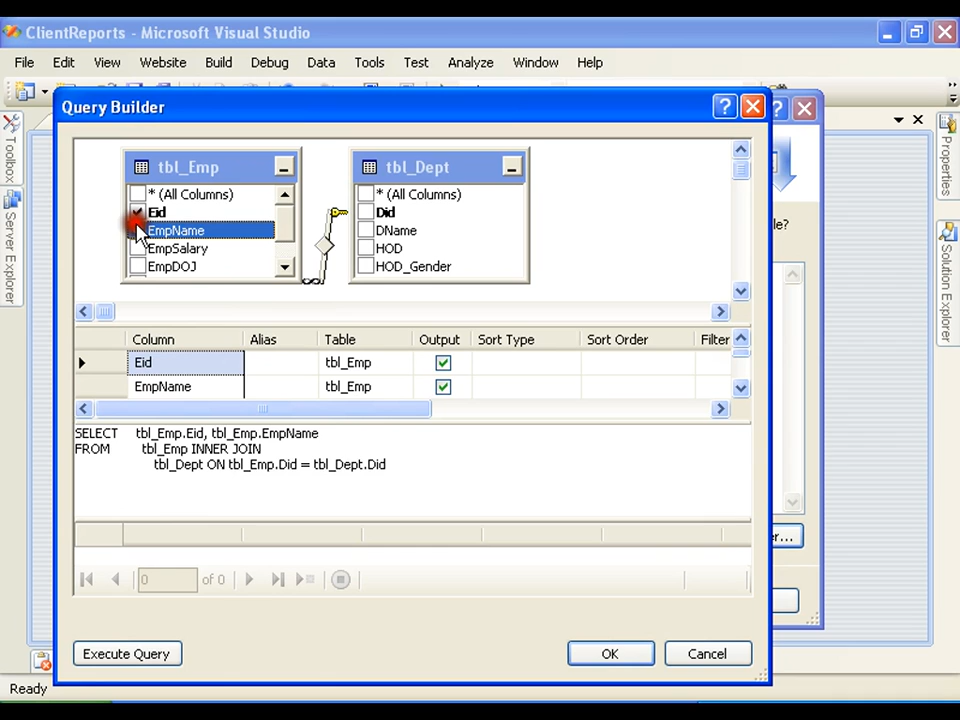 ClientReports - Microsoft Visual Studio
File Edit View Website Build Debug Data Tools Test Analyze Window Help
Query Builder
Toolbox
Server Explorer
Properties
Solution Explorer
tbl_Emp
* (All Columns)
Eid
EmpName
EmpSalary
EmpDOJ
tbl_Dept
* (All Columns)
Did
DName
HOD
HOD_Gender
Column Alias Table Output Sort Type Sort Order Filter
Eid tbl_Emp
EmpName tbl_Emp
SELECT tbl_Emp.Eid, tbl_Emp.EmpName
FROM tbl_Emp INNER JOIN
tbl_Dept ON tbl_Emp.Did = tbl_Dept.Did
0 of 0
Execute Query OK Cancel
Ready